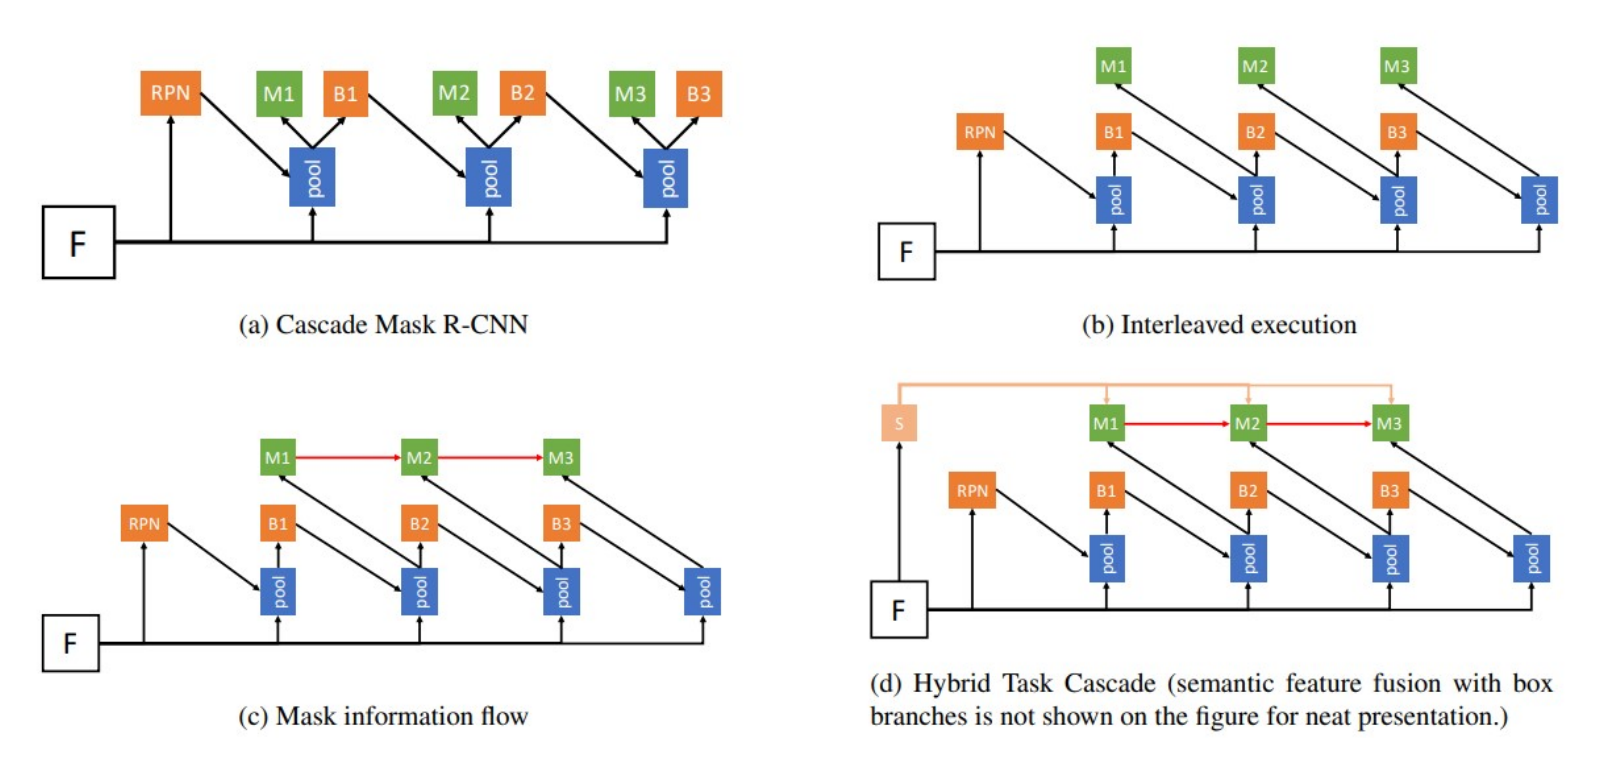 RPN M1 B1 M2 B2 M3 B3
pool pool pool
F
(a) Cascade Mask R-CNN
M1 M2 M3
RPN B1 B2 B3
pool pool pool pool
F
(b) Interleaved execution
M1 M2 M3
RPN B1 B2 B3
pool pool pool pool
F
(c) Mask information flow
S M1 M2 M3
RPN B1 B2 B3
pool pool pool pool
F
(d) Hybrid Task Cascade (semantic feature fusion with box
branches is not shown on the figure for neat presentation.)